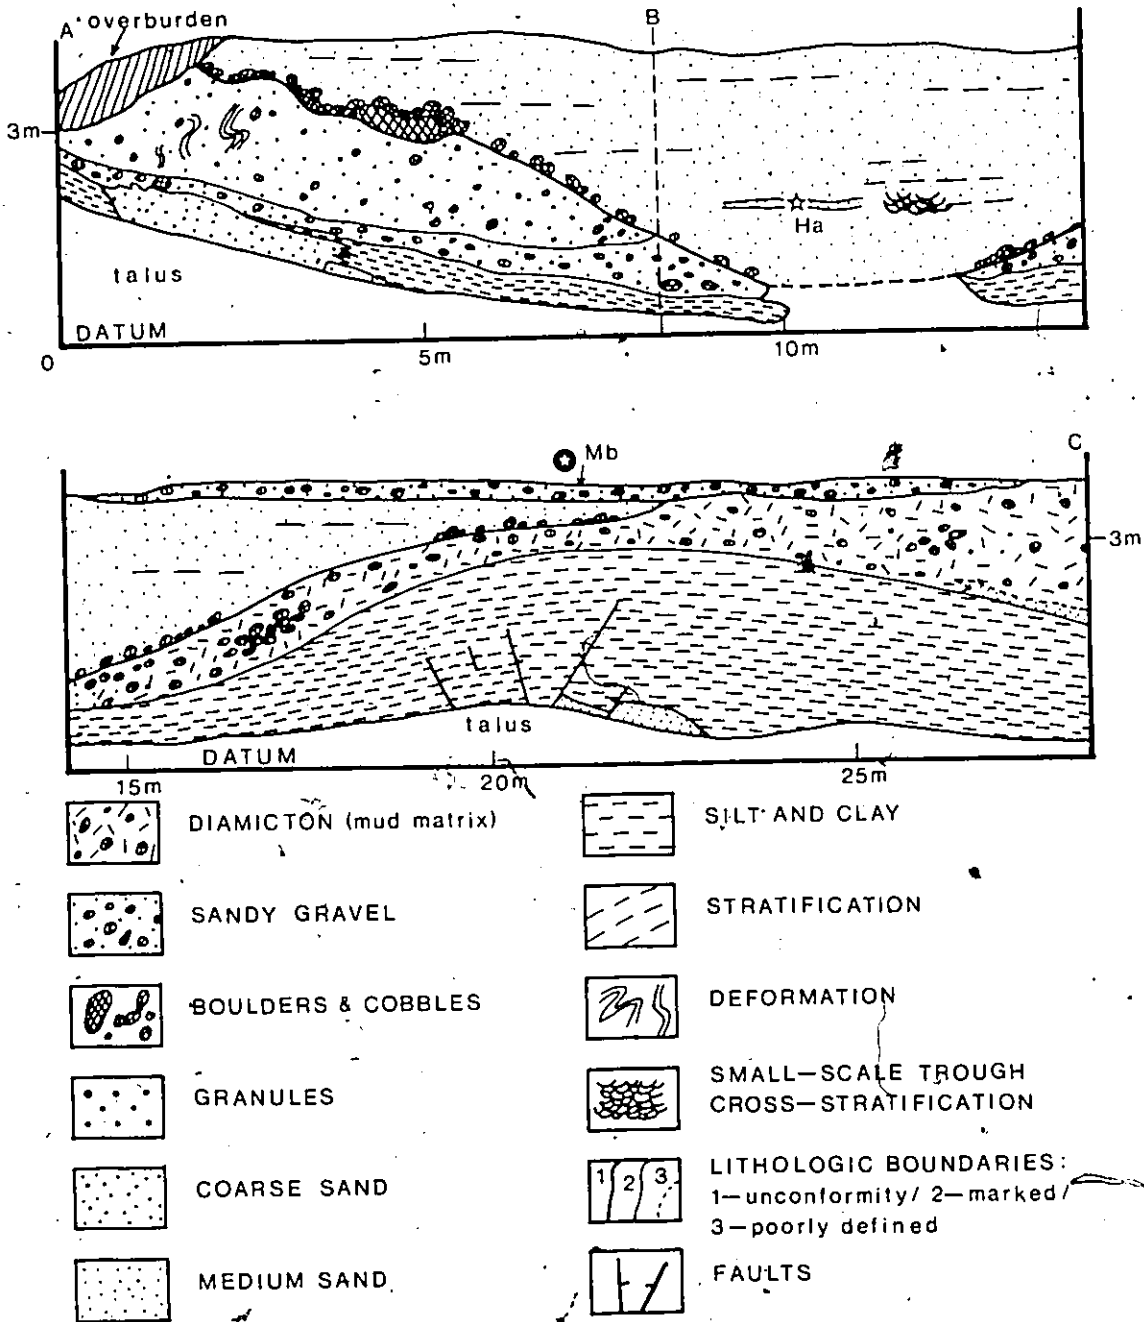 A overburden B
3m
Ha
talus
DATUM
0 5m 10m
Mb C
3m
talus
DATUM
15m 20m 25m
DIAMICTON (mud matrix)
SANDY GRAVEL
BOULDERS & COBBLES
GRANULES
COARSE SAND
MEDIUM SAND
SILT AND CLAY
STRATIFICATION
DEFORMATION
SMALL—SCALE TROUGH
CROSS—STRATIFICATION
1 2 3
LITHOLOGIC BOUNDARIES:
1—unconformity/ 2—marked/
3—poorly defined
FAULTS